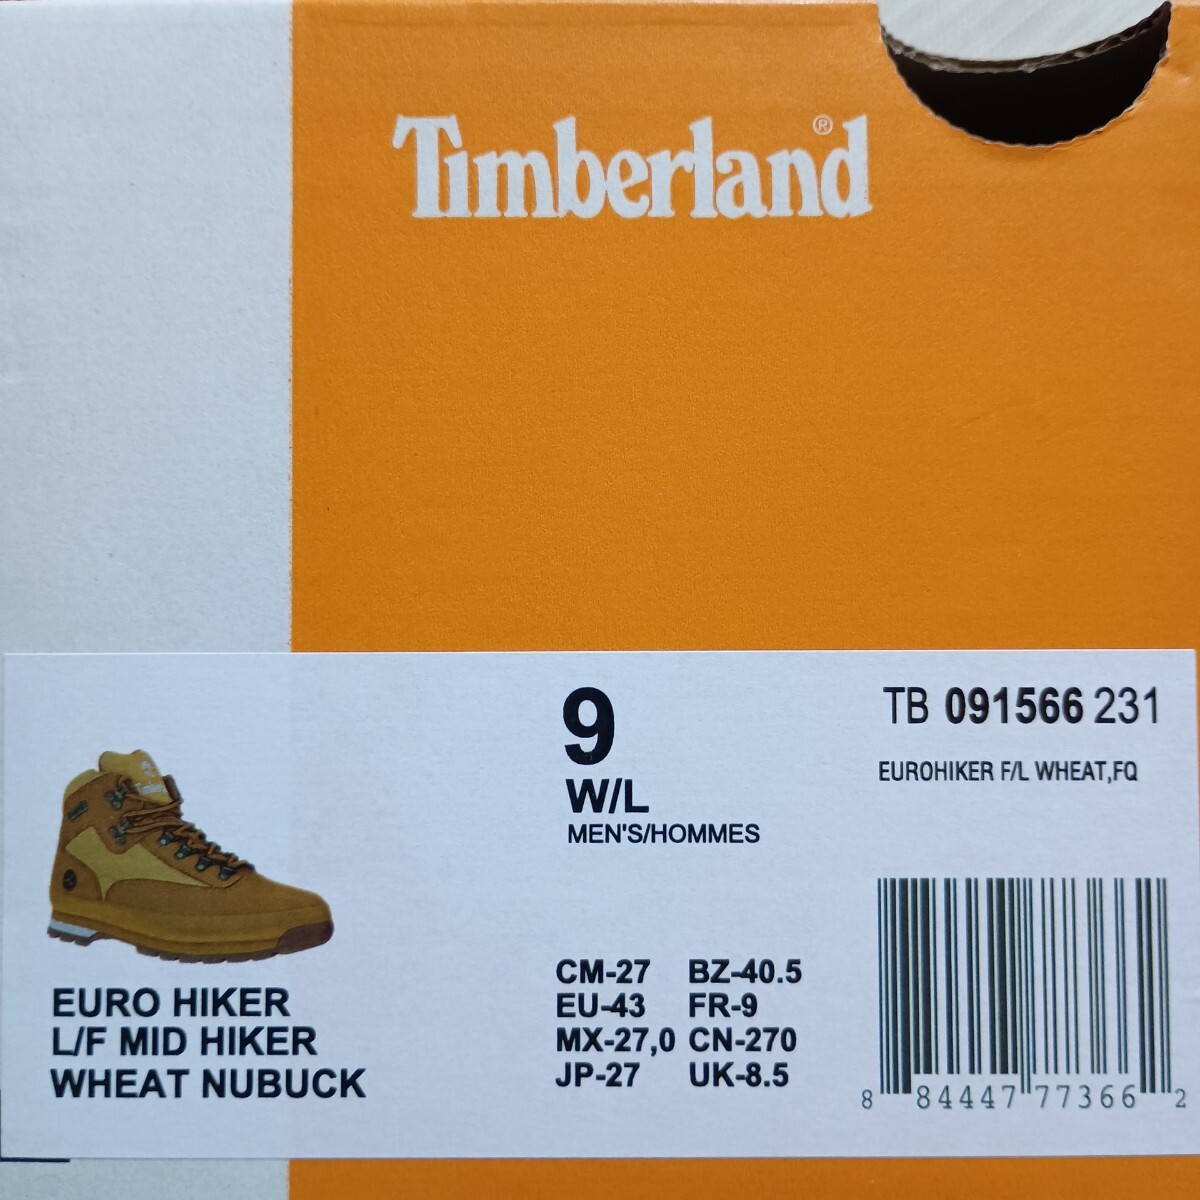 Timberland®
9
W/L
MEN'S/HOMMES
TB 091566 231
EUROHIKER F/L WHEAT,FQ
EURO HIKER
L/F MID HIKER
WHEAT NUBUCK
CM-27 BZ-40.5
EU-43 FR-9
MX-27,0 CN-270
JP-27 UK-8.5
8 84447 77366 2